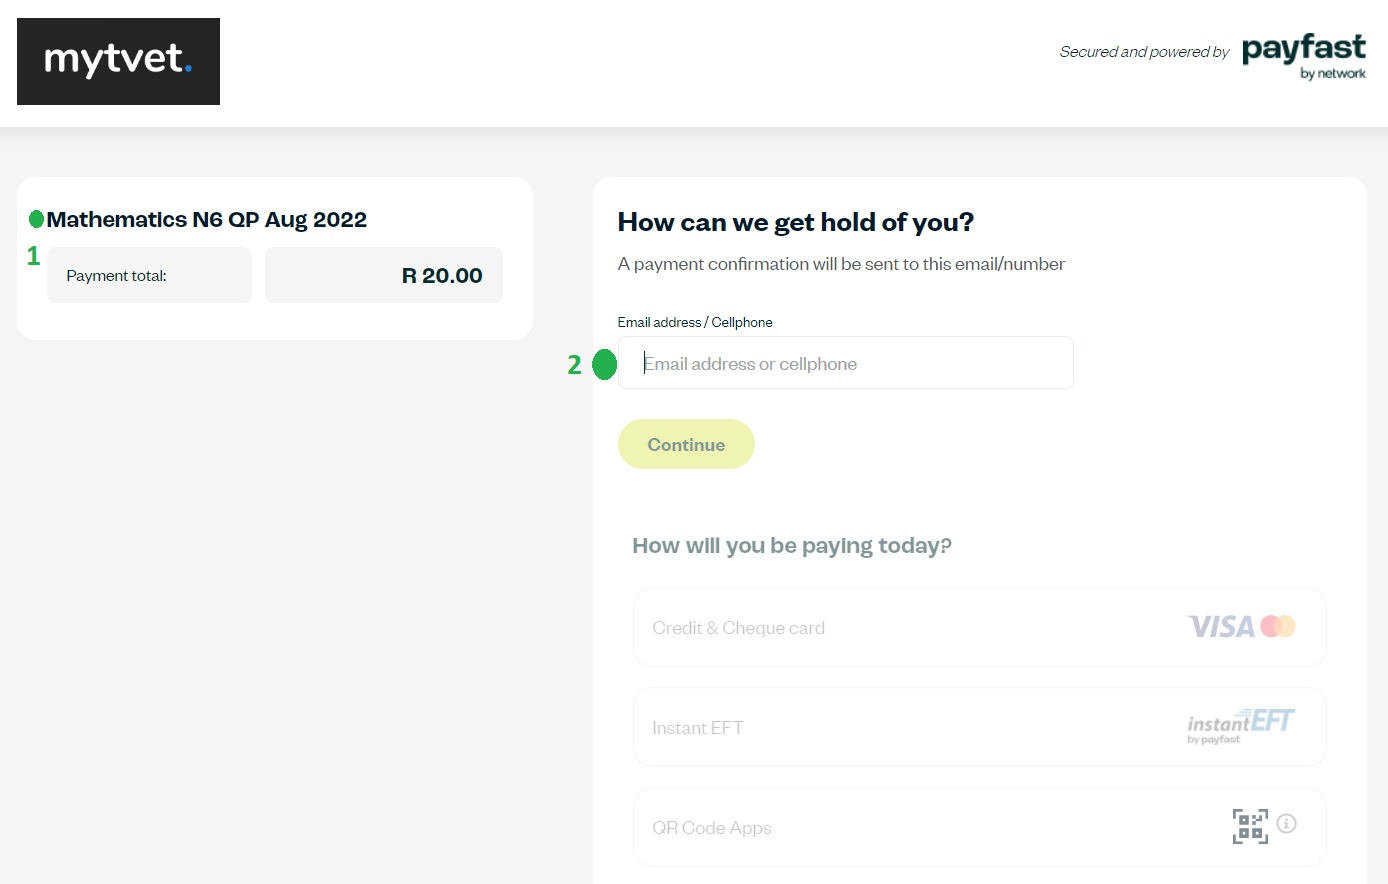 mytvet.
Secured and powered by payfast
by network
Mathematics N6 QP Aug 2022
1
Payment total: R 20.00
How can we get hold of you?
A payment confirmation will be sent to this email/number
Email address / Cellphone
2
Email address or cellphone
Continue
How will you be paying today?
Credit & Cheque card VISA
Instant EFT instantEFT
by payfast
QR Code Apps